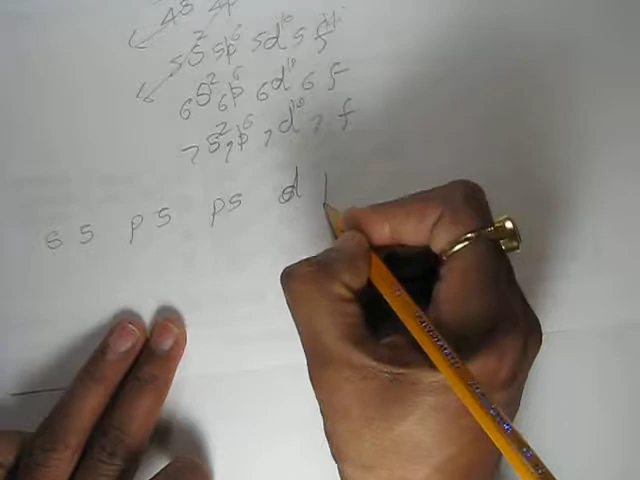 4s 4p
5s² 5p⁶ 5d¹⁰ 5f¹⁴
6s² 6p⁶ 6d¹⁰ 6f
7s² 7p⁶ 7d¹⁰ 7f
s s p s p s d